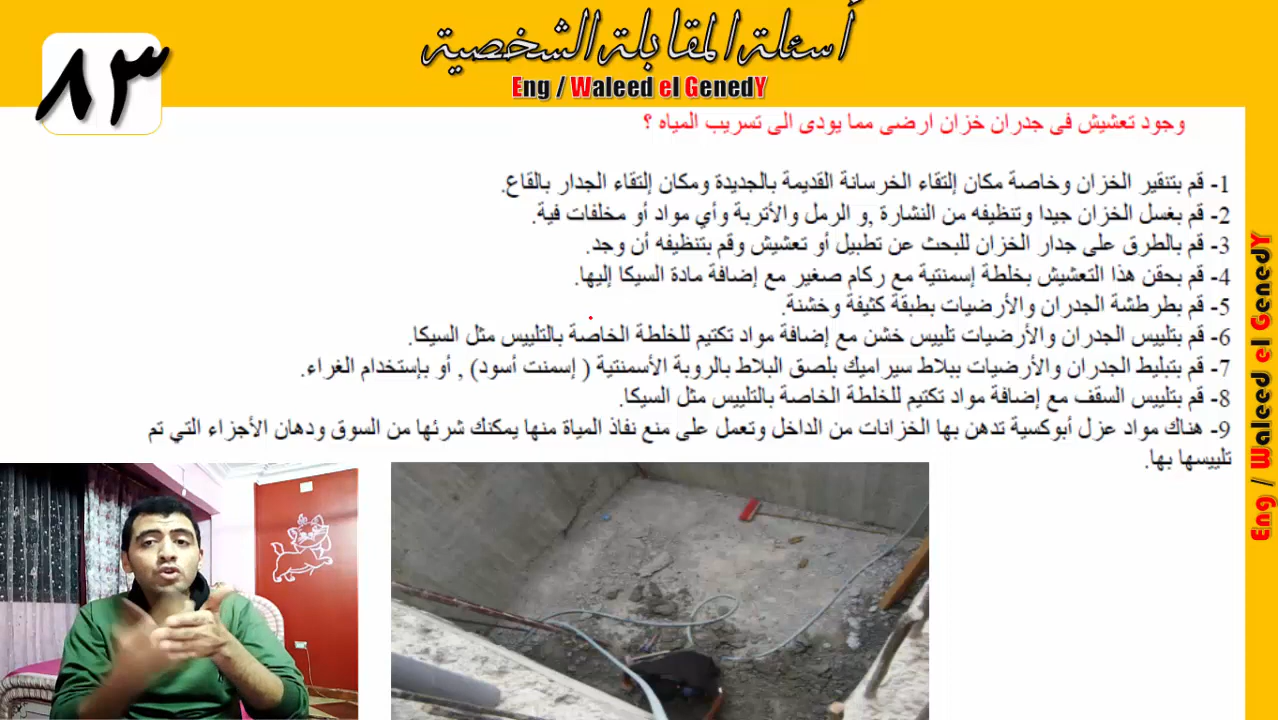 أسئلة المقابلة الشخصية
Eng / Waleed el GenedY
٨٣
وجود تعشيش فى جدران خزان ارضى مما يودى الى تسريب المياه ؟
1- قم بتنقير الخزان وخاصة مكان إلتقاء الخرسانة القديمة بالجديدة ومكان إلتقاء الجدار بالقاع.
2- قم بغسل الخزان جيدا وتنظيفه من النشارة ,و الرمل والأتربة وأي مواد أو مخلفات فية.
3- قم بالطرق على جدار الخزان للبحث عن تطبيل أو تعشيش وقم بتنظيفه أن وجد.
4- قم بحقن هذا التعشيش بخلطة إسمنتية مع ركام صغير مع إضافة مادة السيكا إليها.
5- قم بطرطشة الجدران والأرضيات بطبقة كثيفة وخشنة.
6- قم بتلييس الجدران والأرضيات تلييس خشن مع إضافة مواد تكتيم للخلطة الخاصة بالتلييس مثل السيكا.
7- قم بتبليط الجدران والأرضيات ببلاط سيراميك بلصق البلاط بالروبة الأسمنتية ( إسمنت أسود) , أو بإستخدام الغراء.
8- قم بتلييس السقف مع إضافة مواد تكتيم للخلطة الخاصة بالتلييس مثل السيكا.
9- هناك مواد عزل أبوكسية تدهن بها الخزانات من الداخل وتعمل على منع نفاذ المياة منها يمكنك شرئها من السوق ودهان الأجزاء التي تم
تلييسها بها.
Eng / Waleed el GenedY